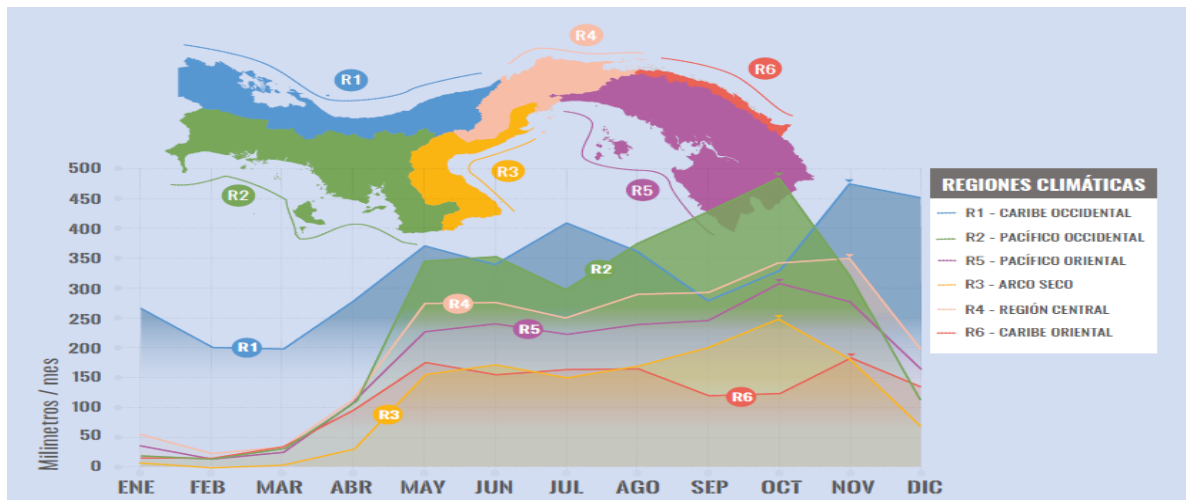 R4
R6
R1
R3
R2
R5
500
450
400
350
300
250
200
150
100
50
0
Milímetros / mes
R2
R4
R5
R1
R6
R3
ENE FEB MAR ABR MAY JUN JUL AGO SEP OCT NOV DIC
REGIONES CLIMÁTICAS
R1 - CARIBE OCCIDENTAL
R2 - PACÍFICO OCCIDENTAL
R5 - PACÍFICO ORIENTAL
R3 - ARCO SECO
R4 - REGIÓN CENTRAL
R6 - CARIBE ORIENTAL